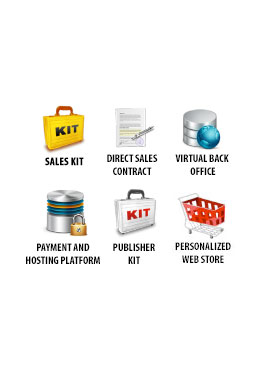 KIT
SALES KIT
DIRECT SALES
CONTRACT
VIRTUAL BACK
OFFICE
KIT
PAYMENT AND
HOSTING PLATFORM
PUBLISHER
KIT
PERSONALIZED
WEB STORE